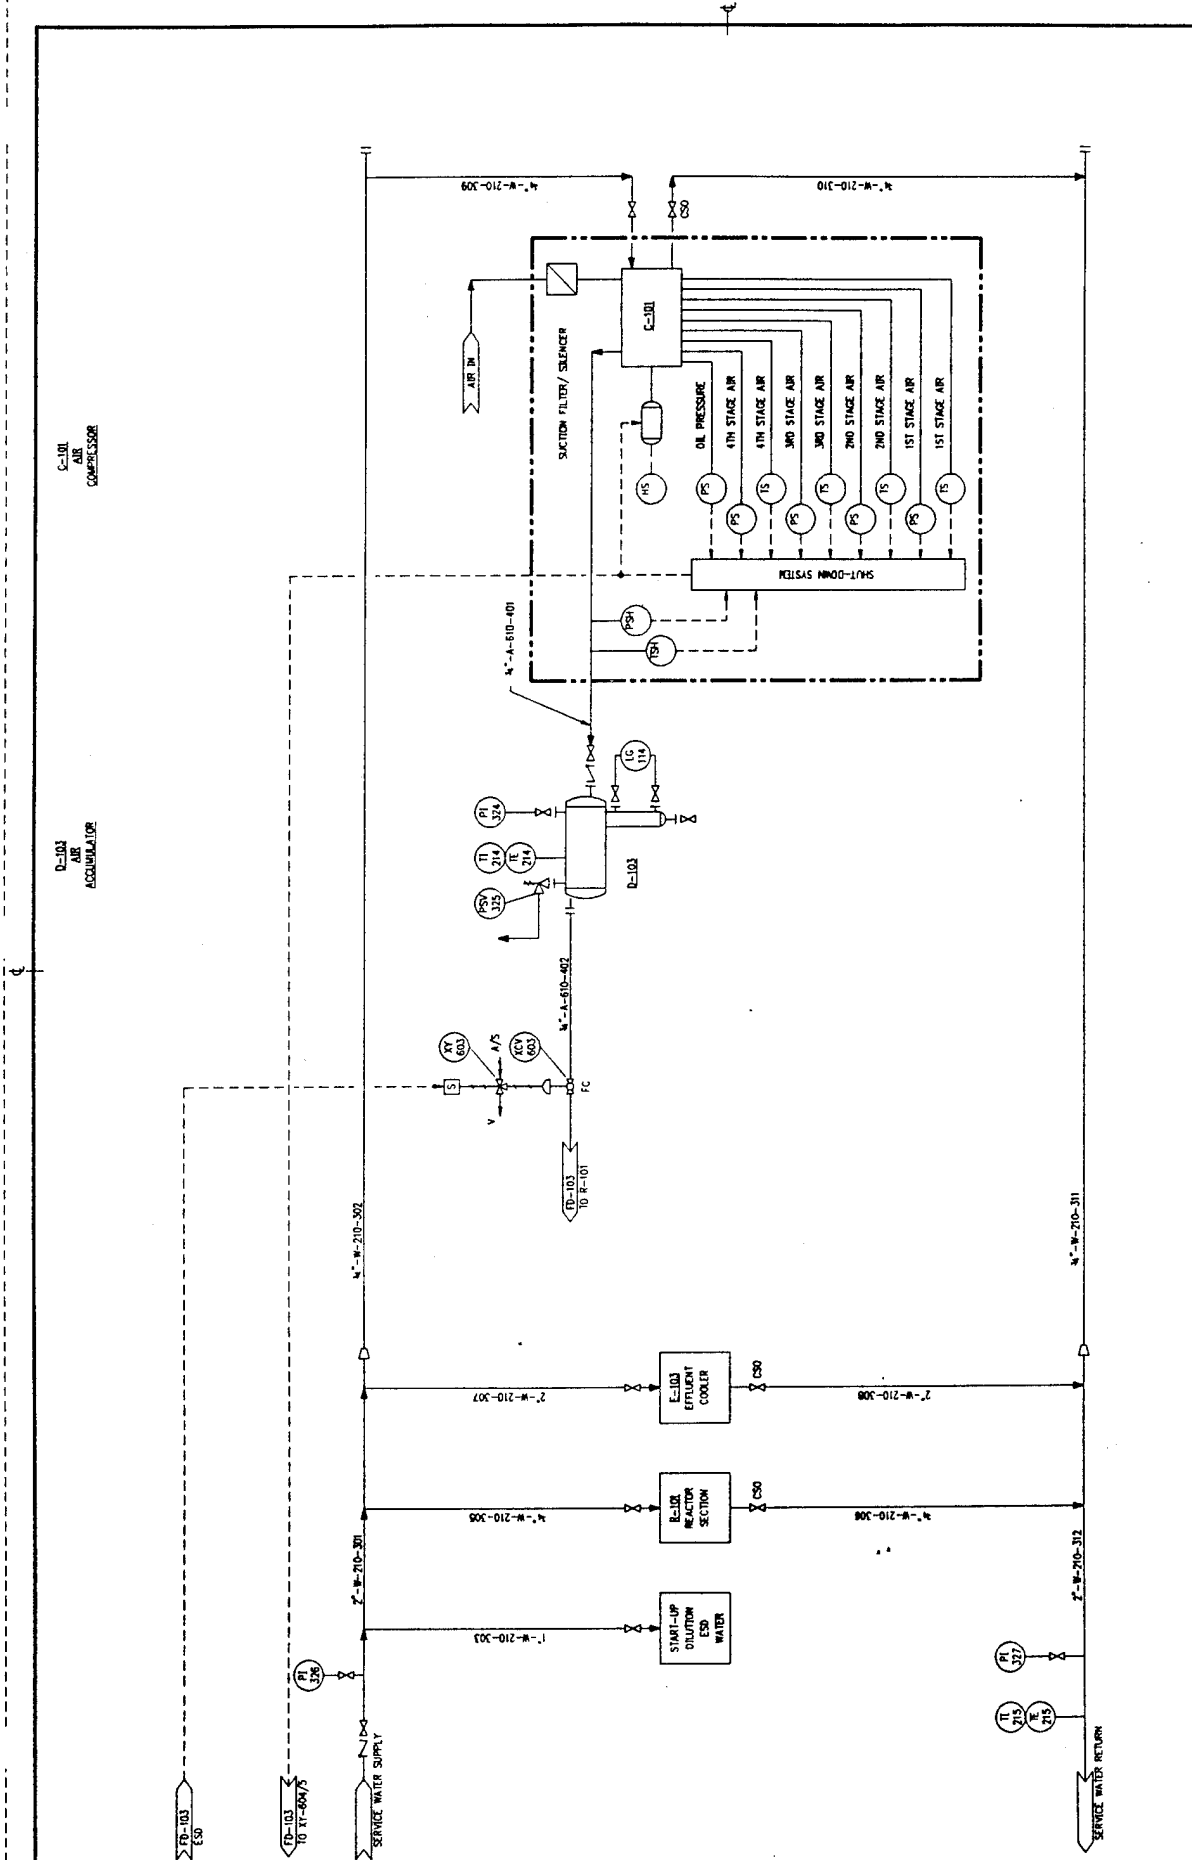 C-101
AIR
COMPRESSOR
D-103
AIR
ACCUMULATOR
¾"-W-210-309
¾"-W-210-310
CSO
AIR IN
SUCTION FILTER/ SILENCER
C-101
HS
OIL PRESSURE
4TH STAGE AIR
4TH STAGE AIR
3RD STAGE AIR
3RD STAGE AIR
2ND STAGE AIR
2ND STAGE AIR
1ST STAGE AIR
1ST STAGE AIR
PS
PS
TS
PS
TS
PS
TS
PS
TS
SHUT-DOWN SYSTEM
PSH
TSH
¾"-A-610-401
LG
114
PI
324
TI
214
TE
214
PSV
325
D-103
¾"-A-610-402
XY
603
A/S
XCV
603
S
V
FC
FD-103
TO R-101
¾"-W-210-302
¾"-W-210-311
2"-W-210-307
E-103
EFFLUENT
COOLER
CSO
2"-W-210-308
¾"-W-210-305
R-101
REACTOR
SECTION
CSO
¾"-W-210-306
2"-W-210-301
2"-W-210-312
1"-W-210-303
START-UP
DILUTION
ESD
WATER
PI
326
PI
327
TI
215
TE
215
FD-103
ESD
FD-103
TO XY-604/5
SERVICE WATER SUPPLY
SERVICE WATER RETURN